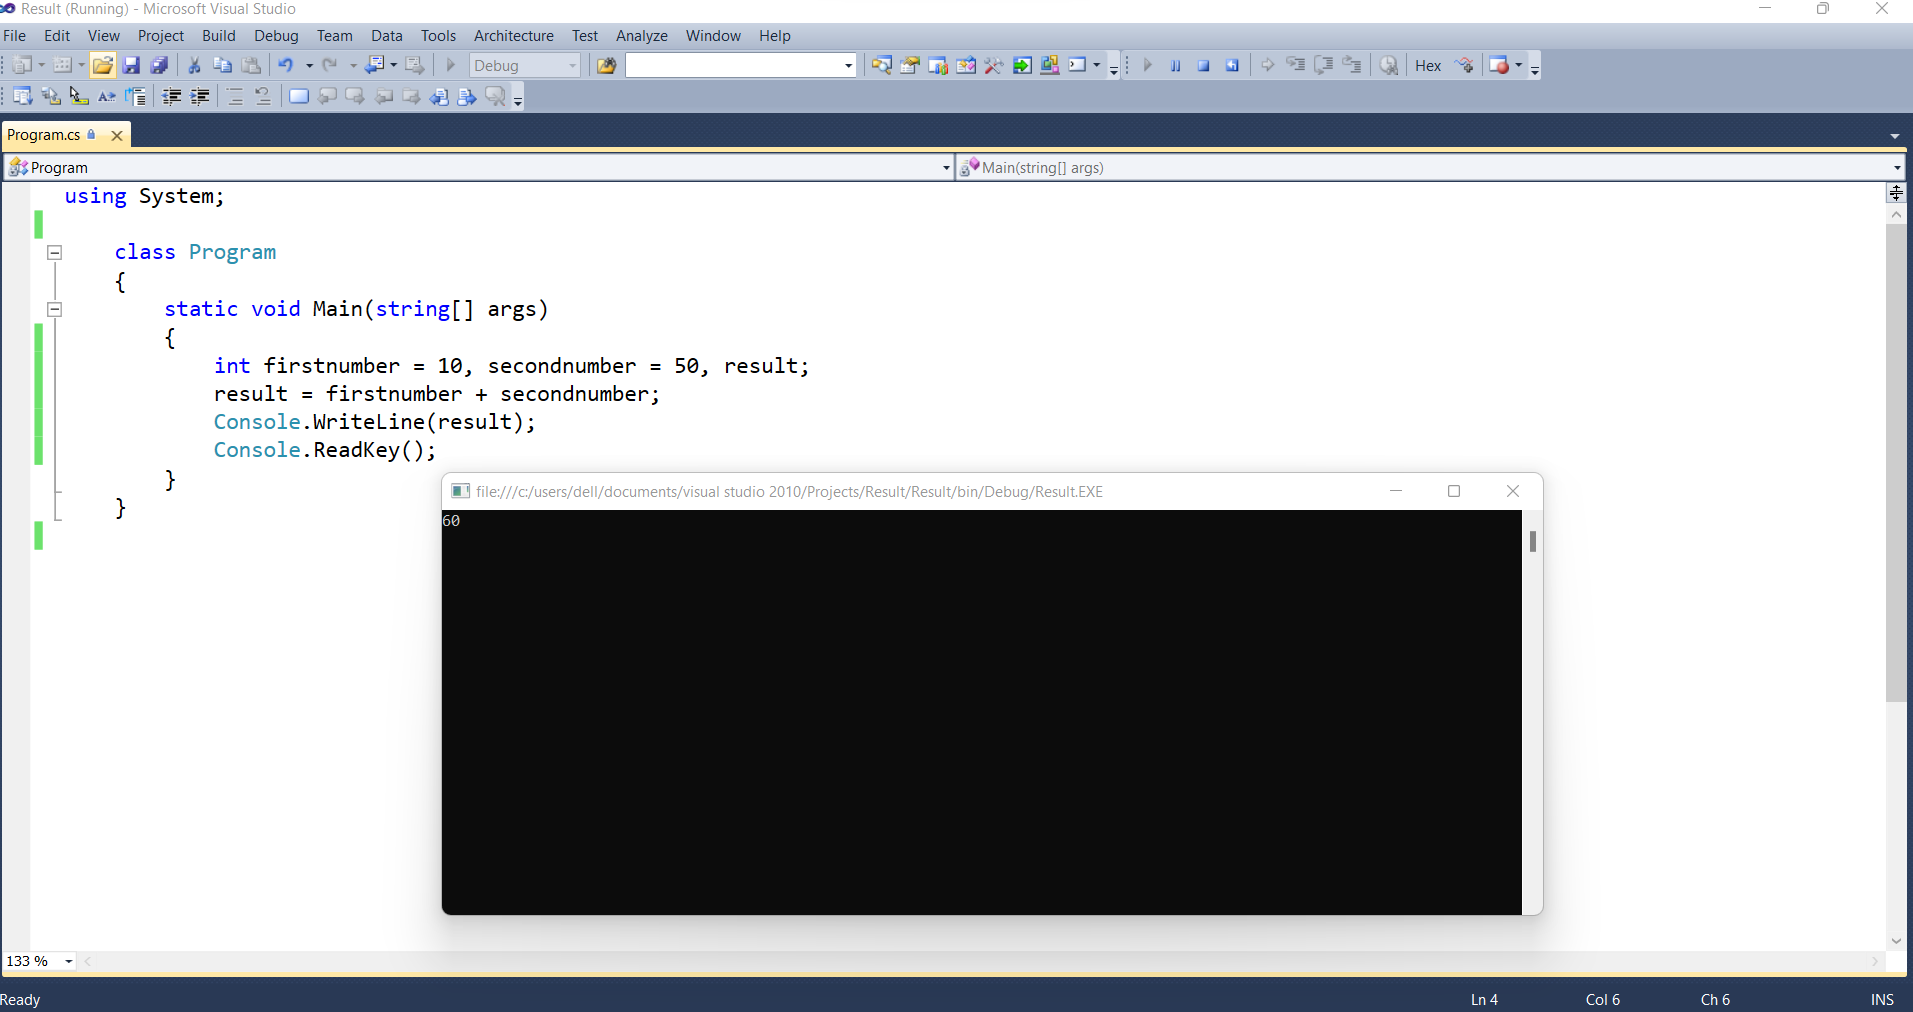 Result (Running) - Microsoft Visual Studio
File Edit View Project Build Debug Team Data Tools Architecture Test Analyze Window Help
Debug Hex
Program.cs
Program Main(string[] args)
using System;
class Program
{
static void Main(string[] args)
{
int firstnumber = 10, secondnumber = 50, result;
result = firstnumber + secondnumber;
Console.WriteLine(result);
Console.ReadKey();
}
}
file:///c:/users/dell/documents/visual studio 2010/Projects/Result/Result/bin/Debug/Result.EXE
60
133 %
Ready Ln 4 Col 6 Ch 6 INS